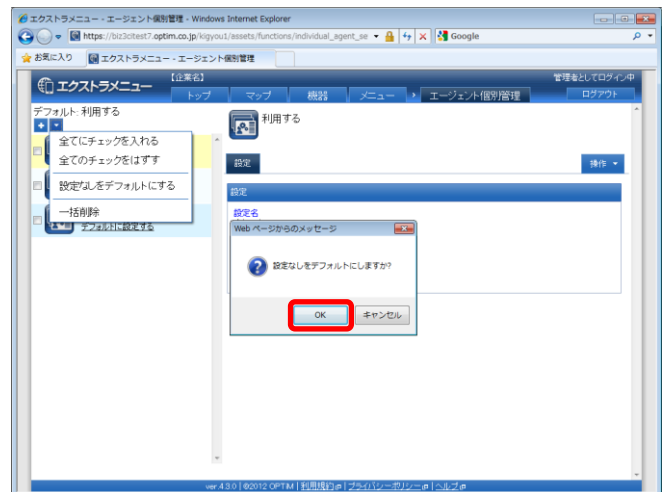 エクストラメニュー - エージェント個別管理 - Windows Internet Explorer
https://biz3citest7.optim.co.jp/kigyou1/assets/functions/individual_agent_se
Google
お気に入り
エクストラメニュー - エージェント個別管理
エクストラメニュー
【企業名】
管理者としてログイン中
トップ
マップ
機器
メニュー
エージェント個別管理
ログアウト
デフォルト: 利用する
利用する
全てにチェックを入れる
全てのチェックをはずす
設定なしをデフォルトにする
一括削除
デフォルトに設定する
設定
操作
設定
設定名
Web ページからのメッセージ
設定なしをデフォルトにしますか?
OK
キャンセル
ver.4.3.0 | ©2012 OPTiM | 利用規約 | プライバシーポリシー | ヘルプ